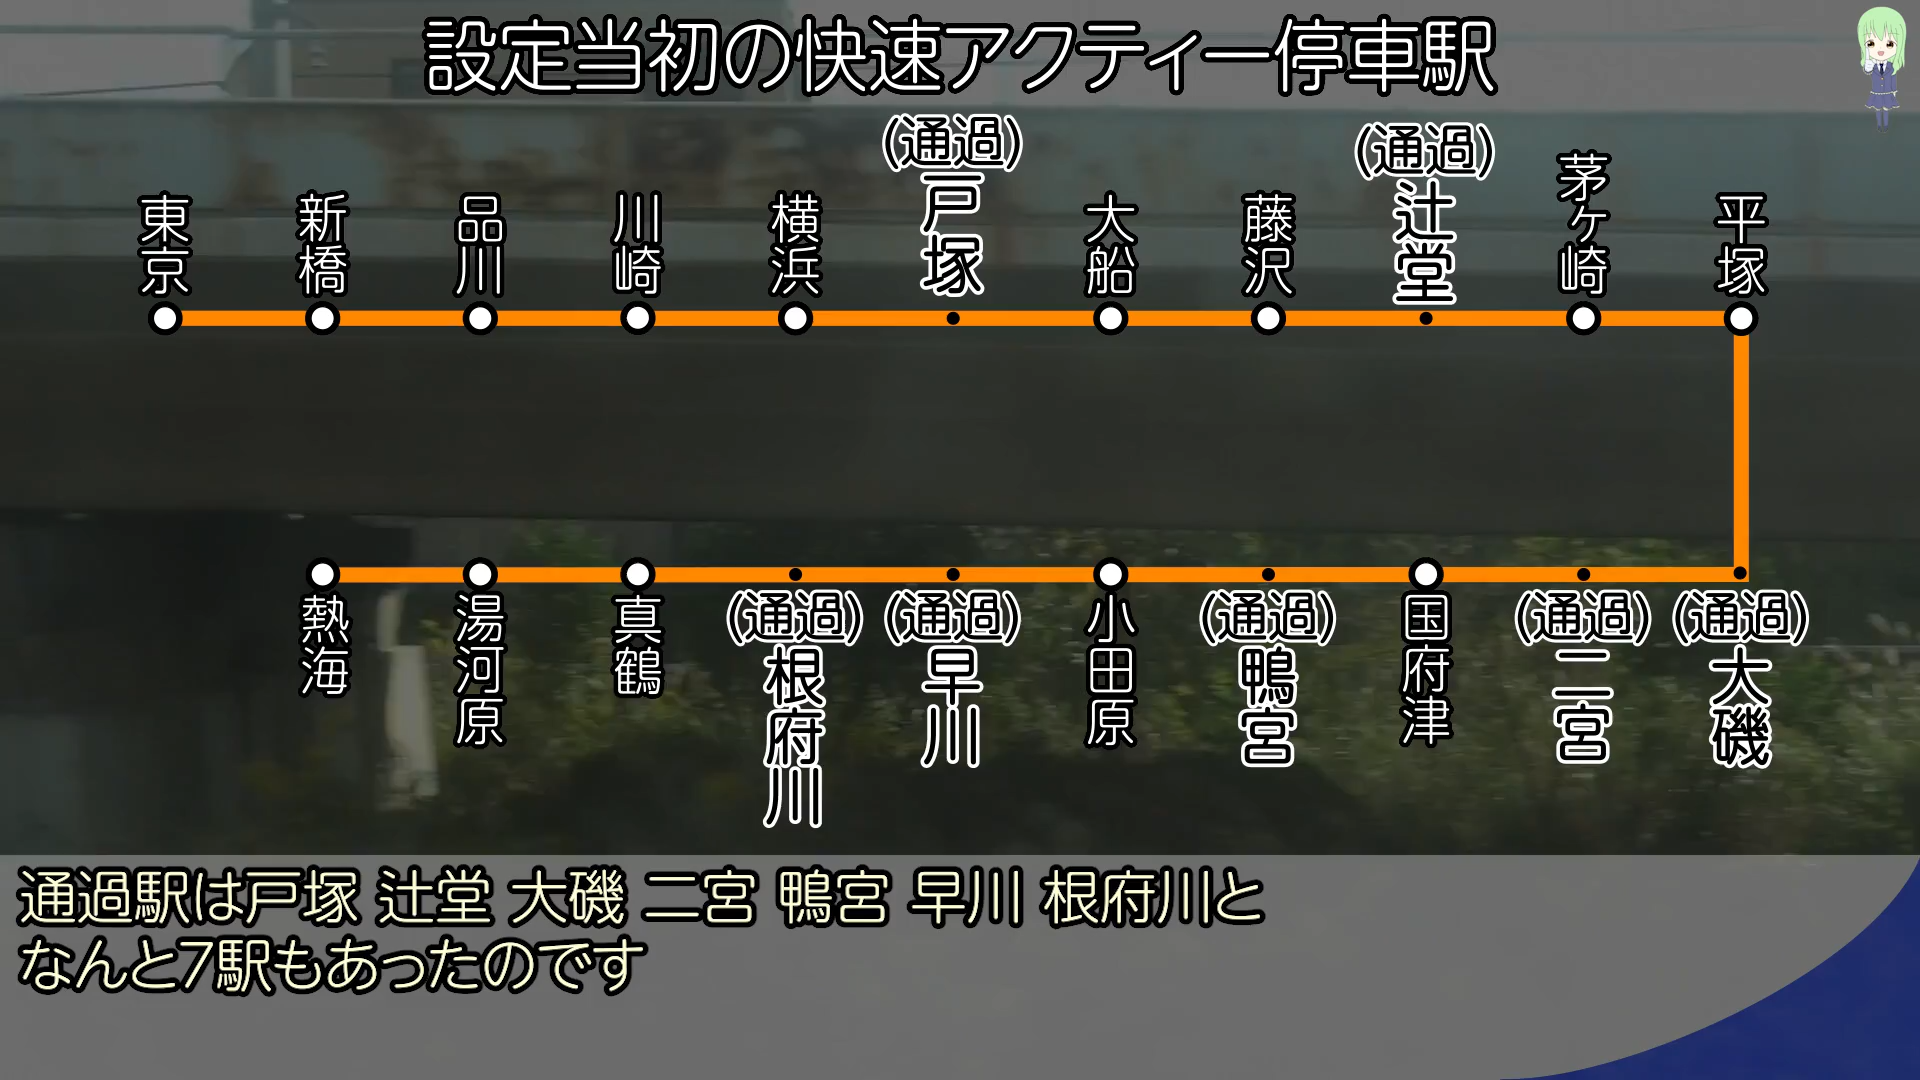 設定当初の快速アクティー停車駅
東京
新橋
品川
川崎
横浜
(通過)
戸塚
大船
藤沢
(通過)
辻堂
茅ヶ崎
平塚
熱海
湯河原
真鶴
(通過)
根府川
(通過)
早川
小田原
(通過)
鴨宮
国府津
(通過)
二宮
(通過)
大磯
通過駅は戸塚 辻堂 大磯 二宮 鴨宮 早川 根府川と
なんと7駅もあったのです